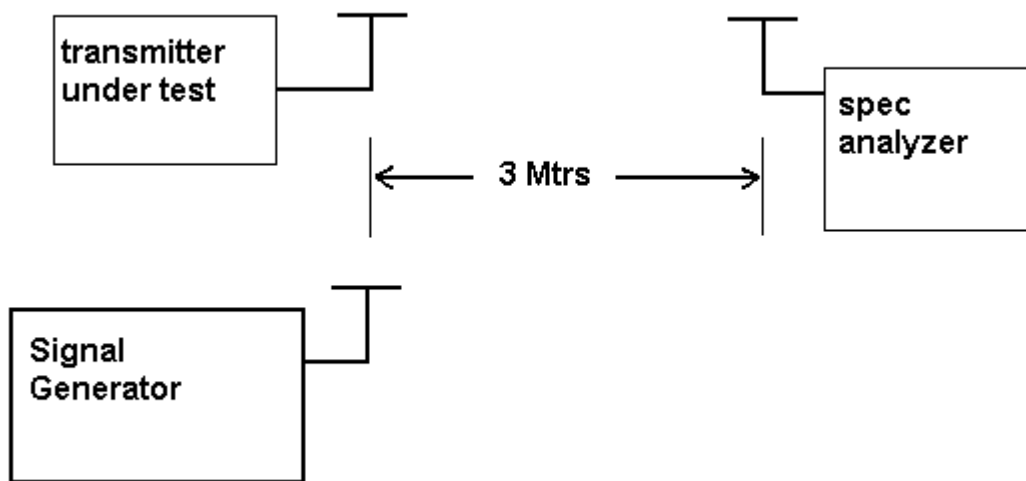 transmitter
under test
spec
analyzer
3 Mtrs
Signal
Generator